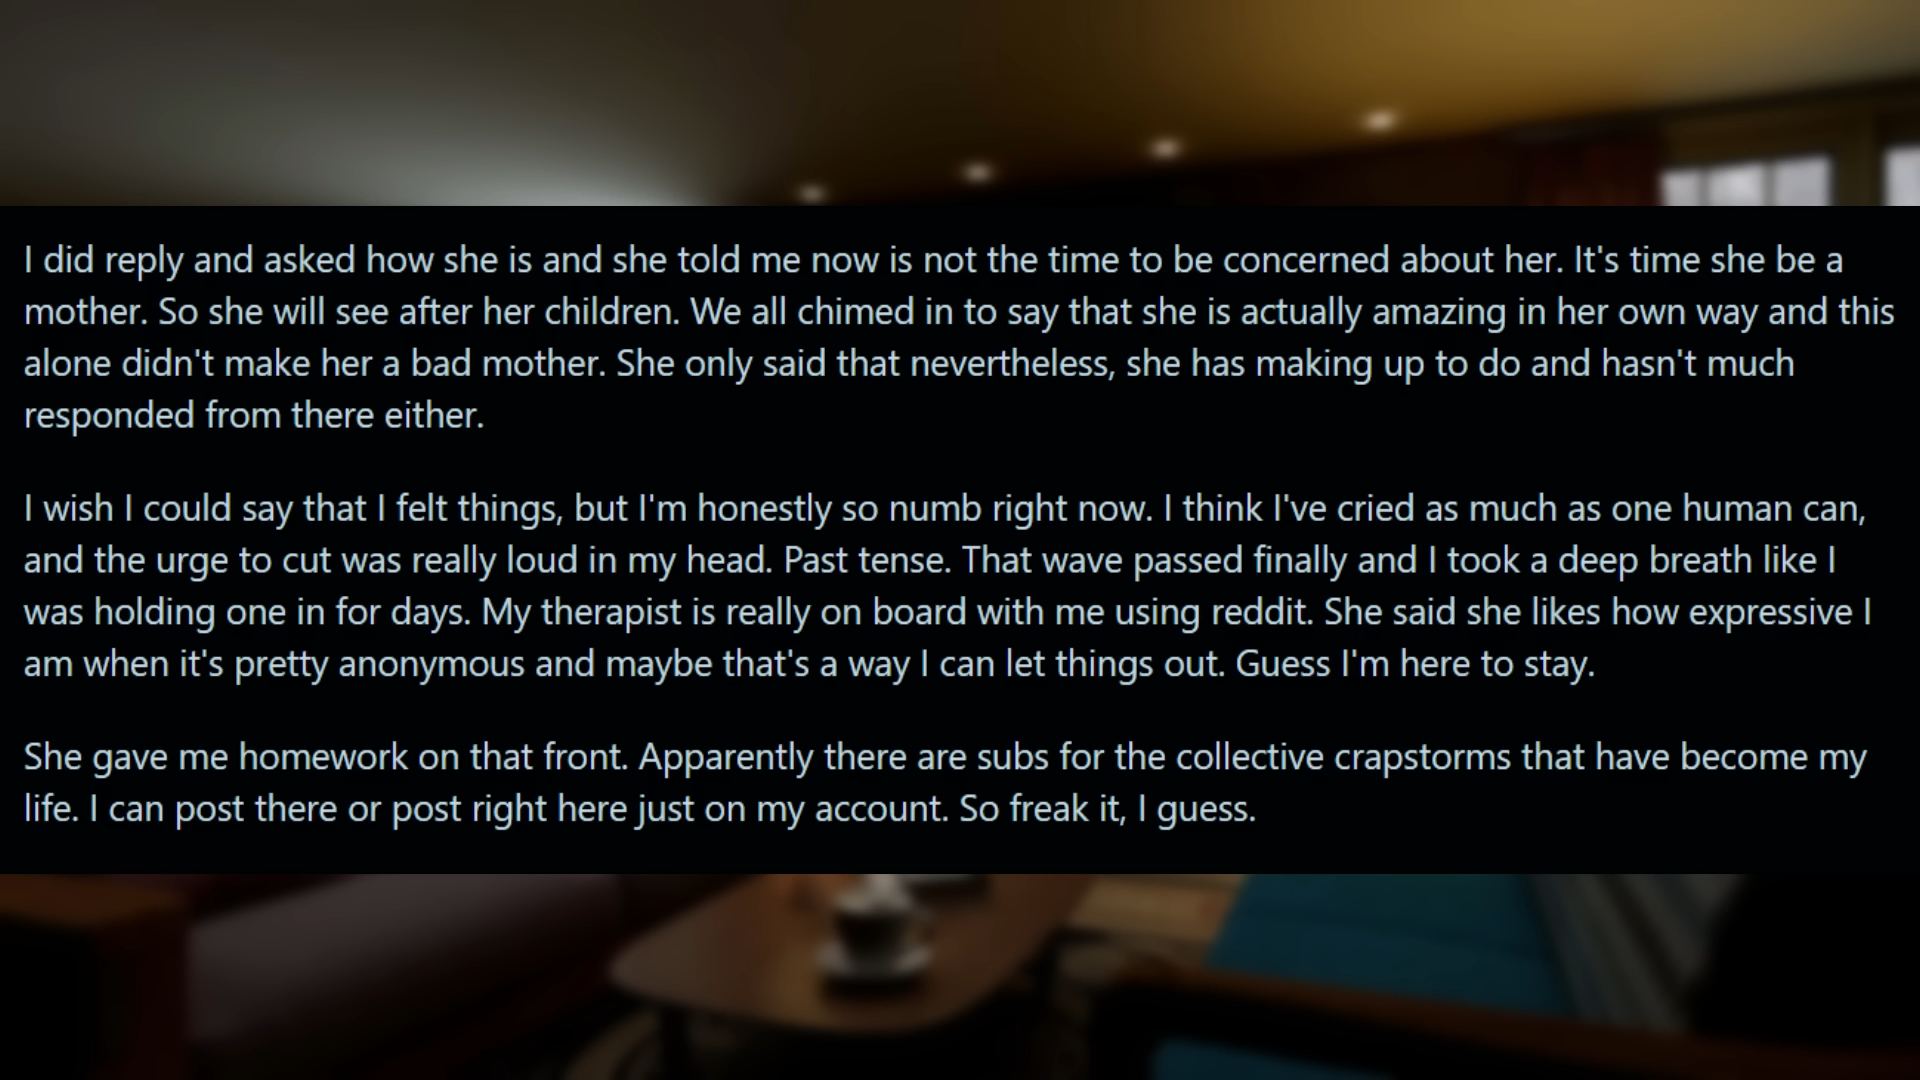 I did reply and asked how she is and she told me now is not the time to be concerned about her. It's time she be a
mother. So she will see after her children. We all chimed in to say that she is actually amazing in her own way and this
alone didn't make her a bad mother. She only said that nevertheless, she has making up to do and hasn't much
responded from there either.
I wish I could say that I felt things, but I'm honestly so numb right now. I think I've cried as much as one human can,
and the urge to cut was really loud in my head. Past tense. That wave passed finally and I took a deep breath like I
was holding one in for days. My therapist is really on board with me using reddit. She said she likes how expressive I
am when it's pretty anonymous and maybe that's a way I can let things out. Guess I'm here to stay.
She gave me homework on that front. Apparently there are subs for the collective crapstorms that have become my
life. I can post there or post right here just on my account. So freak it, I guess.